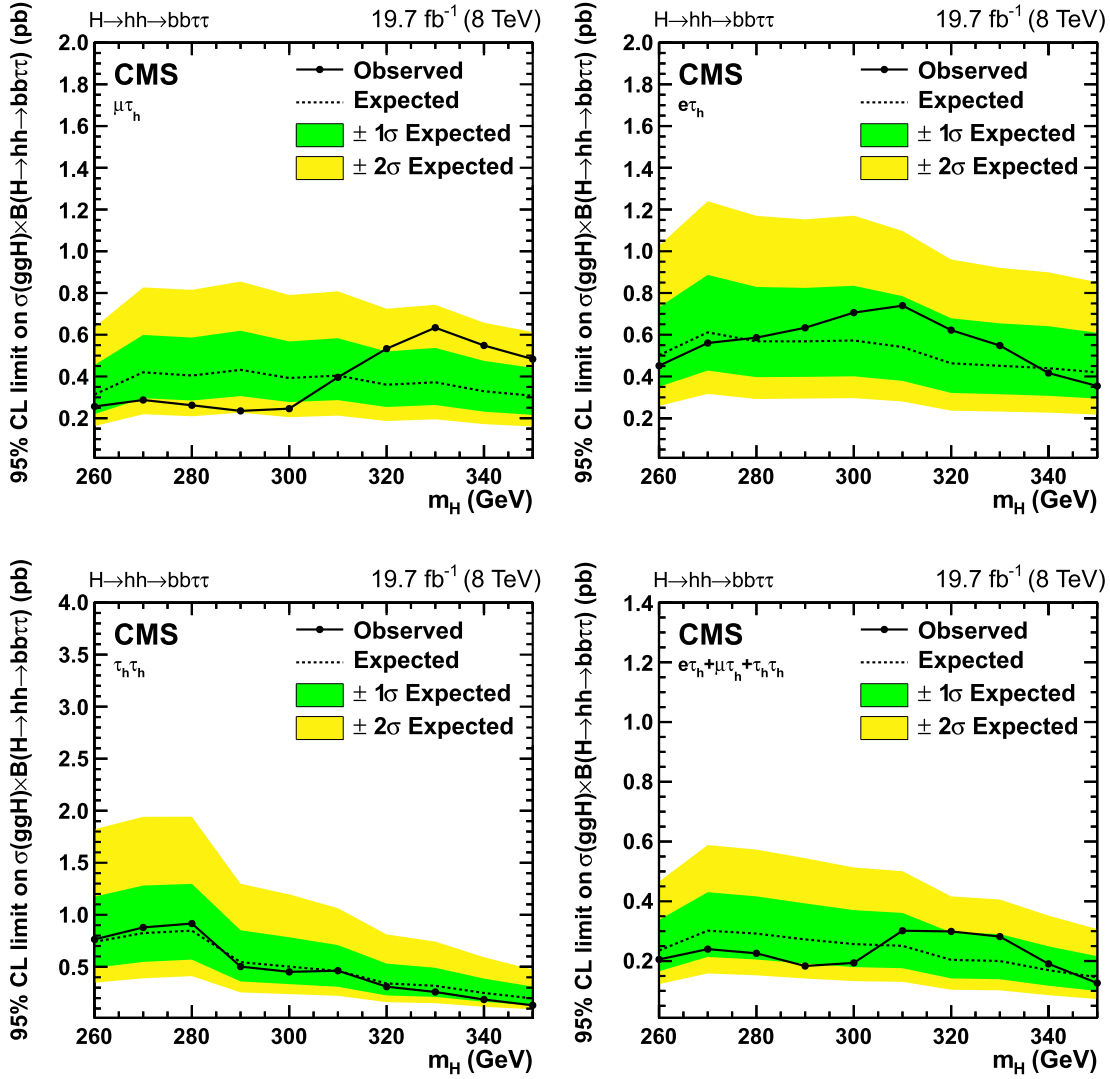 H→hh→bbττ 19.7 fb⁻¹ (8 TeV)
95% CL limit on σ(ggH)×B(H→hh→bbττ) (pb)
2.0
1.8
1.6
1.4
1.2
1.0
0.8
0.6
0.4
0.2
CMS
μτₕ
Observed
Expected
± 1σ Expected
± 2σ Expected
260 280 300 320 340
m_H (GeV)
H→hh→bbττ 19.7 fb⁻¹ (8 TeV)
95% CL limit on σ(ggH)×B(H→hh→bbττ) (pb)
2.0
1.8
1.6
1.4
1.2
1.0
0.8
0.6
0.4
0.2
CMS
eτₕ
Observed
Expected
± 1σ Expected
± 2σ Expected
260 280 300 320 340
m_H (GeV)
H→hh→bbττ 19.7 fb⁻¹ (8 TeV)
95% CL limit on σ(ggH)×B(H→hh→bbττ) (pb)
4.0
3.5
3.0
2.5
2.0
1.5
1.0
0.5
CMS
τₕτₕ
Observed
Expected
± 1σ Expected
± 2σ Expected
260 280 300 320 340
m_H (GeV)
H→hh→bbττ 19.7 fb⁻¹ (8 TeV)
95% CL limit on σ(ggH)×B(H→hh→bbττ) (pb)
1.4
1.2
1.0
0.8
0.6
0.4
0.2
CMS
eτₕ+μτₕ+τₕτₕ
Observed
Expected
± 1σ Expected
± 2σ Expected
260 280 300 320 340
m_H (GeV)